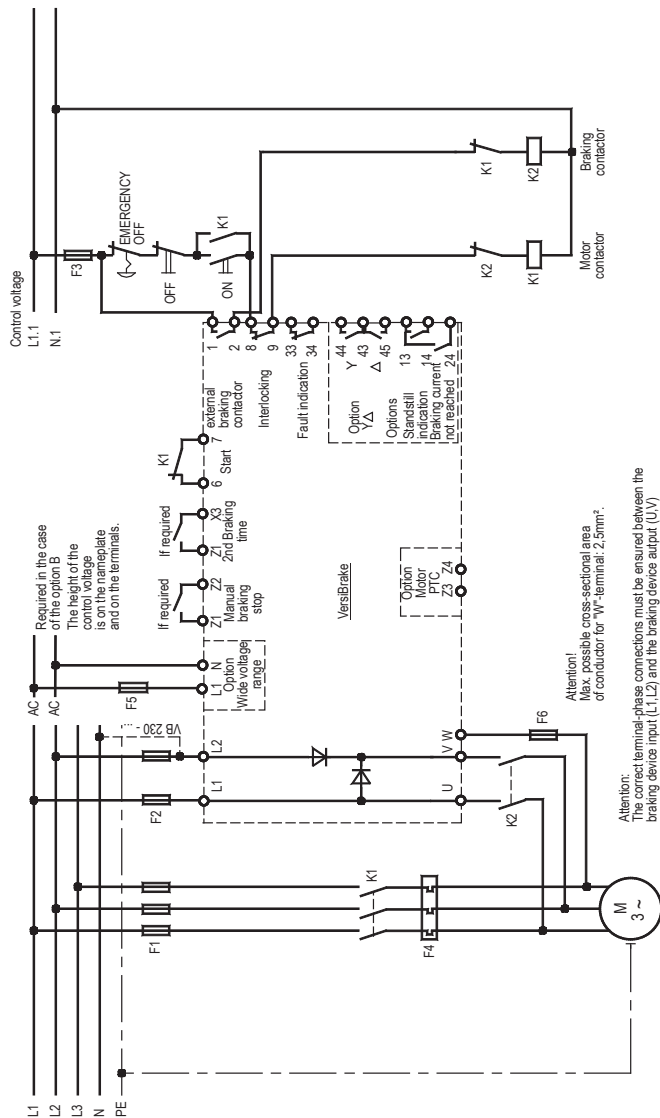 Control voltage
L1.1
N.1
F3
EMERGENCY
OFF
OFF
ON
K1
K2
K1
Motor
contactor
K1
K2
Braking
contactor
L1
L2
L3
N
PE
AC
AC
Required in the case
of the option B
The height of the
control voltage
is on the nameplate
and on the terminals.
F1
F2
VB 230 - ...
F5
If required
If required
K1
L1
L2
L1
N
Option
Wide voltage
range
Z1
Z2
Manual
braking
stop
Z1
X3
2nd Braking
time
6
7
Start
external
braking
contactor
Interlocking
Fault indication
1
2
8
9
33
34
Option
Y△
Y
△
44
43
45
Options
Standstill
indication
Braking current
not reached
13
14
24
VersiBrake
Option
Motor
PTC
Z3
Z4
U
V
W
K1
F4
K2
F6
M
3 ~
Attention!
Max. possible cross-sectional area
of conductor for "W"-terminal: 2,5mm².
Attention:
The correct terminal-phase connections must be ensured between the
braking device input (L1,L2) and the braking device autput (U,V)